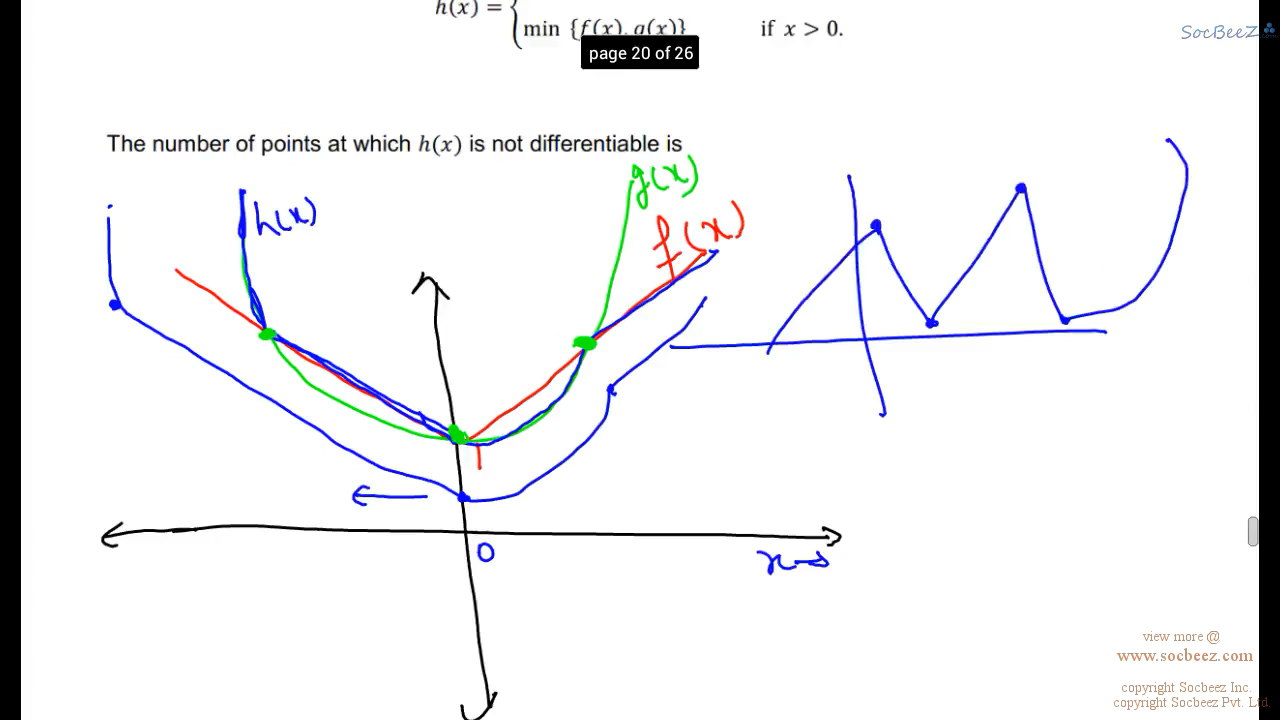 h(x) = {
min {f(x), g(x)} if x > 0.
SocBeeZ
page 20 of 26
The number of points at which h(x) is not differentiable is
g(x)
h(x)
f(x)
1
0
x→
view more @
www.socbeez.com
copyright Socbeez Inc.
copyright Socbeez Pvt. Ltd.